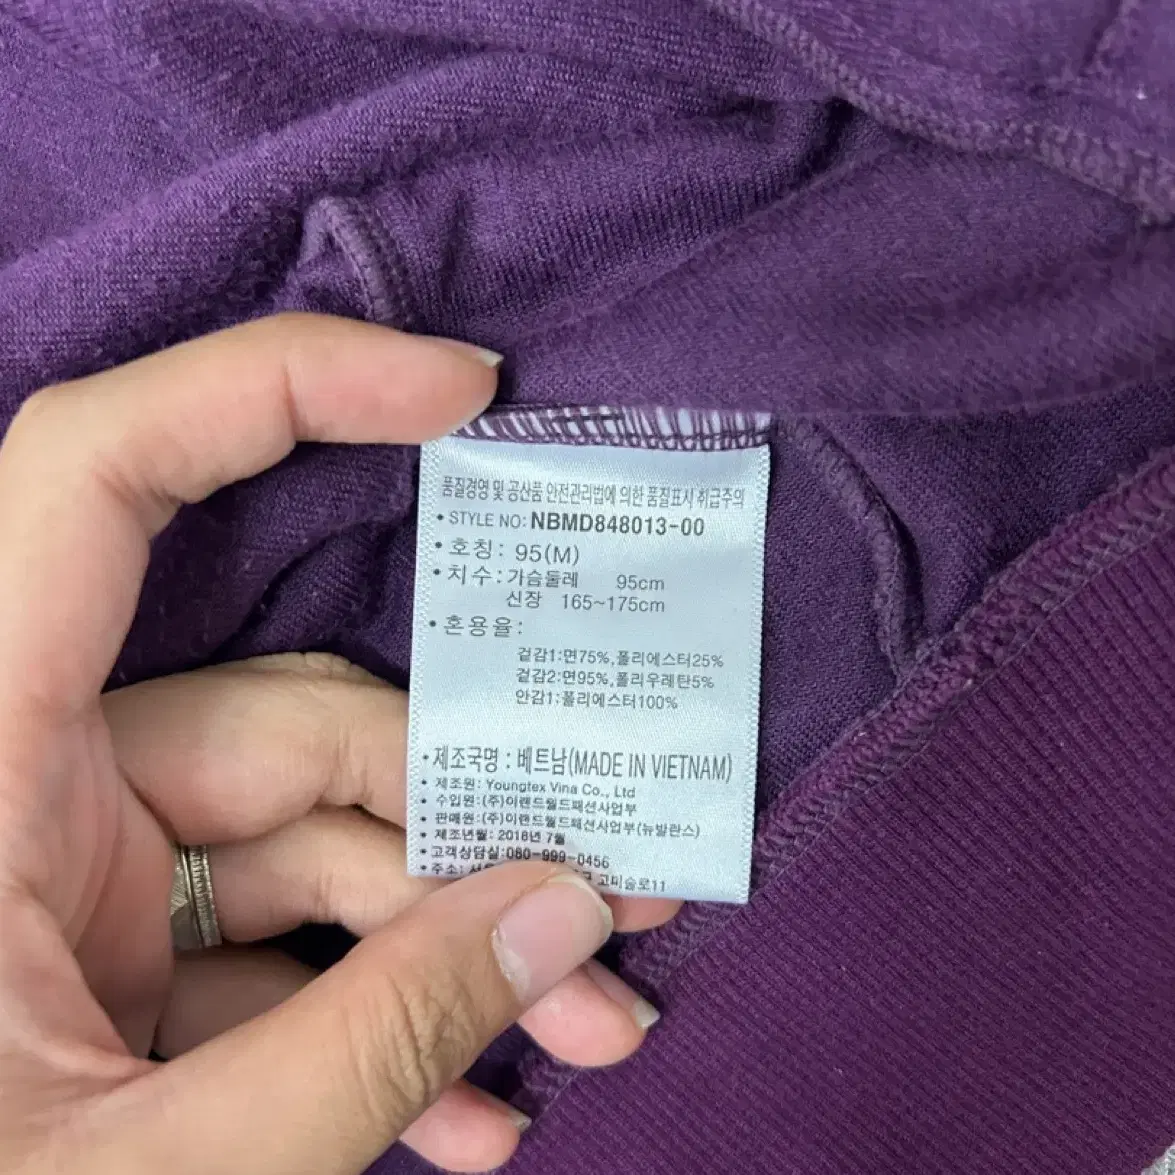 품질경영 및 공산품 안전관리법에 의한 품질표시 취급주의
• STYLE NO: NBMD848013-00
• 호칭: 95(M)
• 치수: 가슴둘레 95cm
신장 165~175cm
• 혼용율:
겉감1:면75%,폴리에스터25%
겉감2:면95%,폴리우레탄5%
안감1:폴리에스터100%
• 제조국명: 베트남(MADE IN VIETNAM)
• 제조원: Youngtex Vina Co., Ltd
• 수입원:(주)이랜드월드패션사업부
• 판매원:(주)이랜드월드패션사업부(뉴발란스)
• 제조년월: 2018년 7월
• 고객상담실:080-999-0456
• 주소: 고미술로11